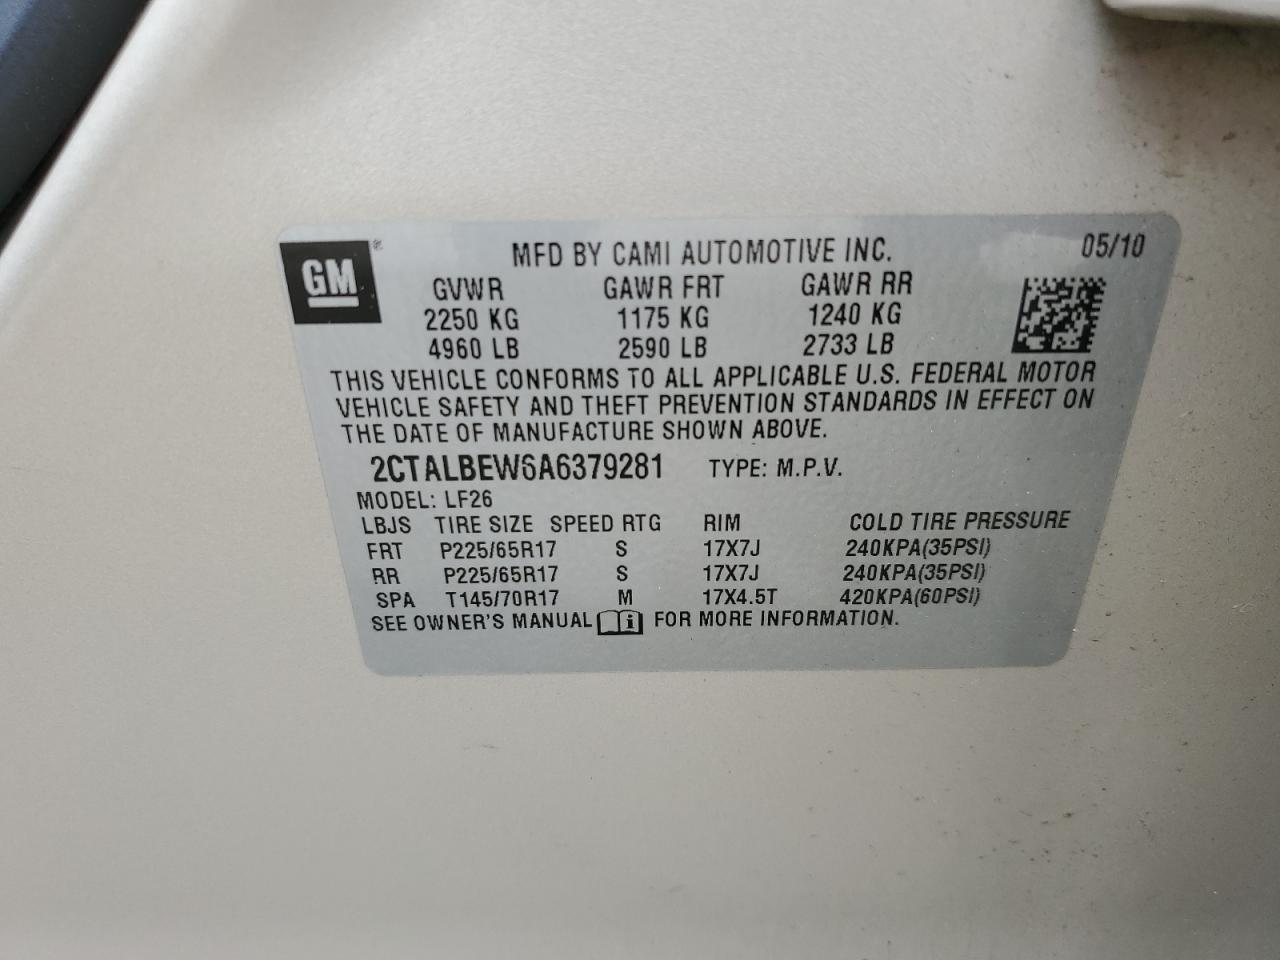 GM ®
MFD BY CAMI AUTOMOTIVE INC. 05/10
GVWR GAWR FRT GAWR RR
2250 KG 1175 KG 1240 KG
4960 LB 2590 LB 2733 LB
THIS VEHICLE CONFORMS TO ALL APPLICABLE U.S. FEDERAL MOTOR
VEHICLE SAFETY AND THEFT PREVENTION STANDARDS IN EFFECT ON
THE DATE OF MANUFACTURE SHOWN ABOVE.
2CTALBEW6A6379281 TYPE: M.P.V.
MODEL: LF26
LBJS TIRE SIZE SPEED RTG RIM COLD TIRE PRESSURE
FRT P225/65R17 S 17X7J 240KPA(35PSI)
RR P225/65R17 S 17X7J 240KPA(35PSI)
SPA T145/70R17 M 17X4.5T 420KPA(60PSI)
SEE OWNER'S MANUAL i FOR MORE INFORMATION.